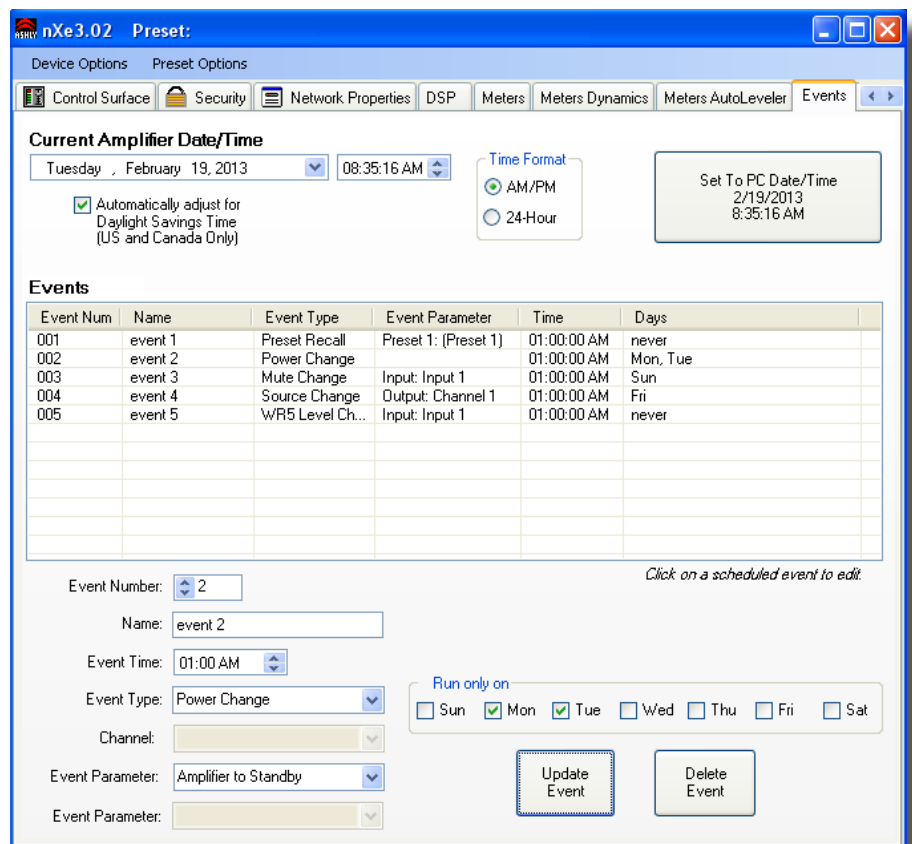 ASHLY nXe3.02 Preset:
Device Options Preset Options
Control Surface Security Network Properties DSP Meters Meters Dynamics Meters AutoLeveler Events
Current Amplifier Date/Time
Tuesday , February 19, 2013 08:35:16 AM
Automatically adjust for
Daylight Savings Time
(US and Canada Only)
Time Format
AM/PM
24-Hour
Set To PC Date/Time
2/19/2013
8:35:16 AM
Events
Event Num Name Event Type Event Parameter Time Days
001 event 1 Preset Recall Preset 1: (Preset 1) 01:00:00 AM never
002 event 2 Power Change 01:00:00 AM Mon, Tue
003 event 3 Mute Change Input: Input 1 01:00:00 AM Sun
004 event 4 Source Change Output: Channel 1 01:00:00 AM Fri
005 event 5 WR5 Level Ch... Input: Input 1 01:00:00 AM never
Click on a scheduled event to edit.
Event Number: 2
Name: event 2
Event Time: 01:00 AM
Event Type: Power Change
Channel:
Event Parameter: Amplifier to Standby
Event Parameter:
Run only on
Sun Mon Tue Wed Thu Fri Sat
Update
Event
Delete
Event